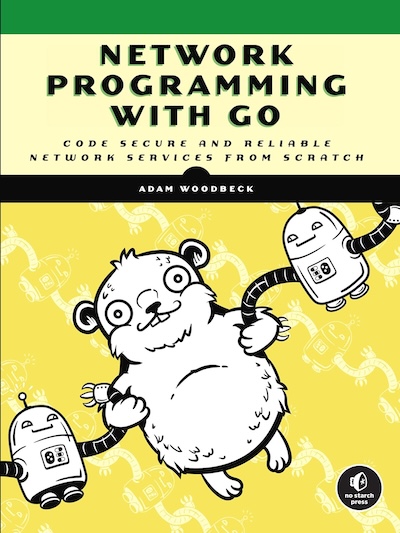 NETWORK
PROGRAMMING
WITH GO
CODE SECURE AND RELIABLE
NETWORK SERVICES FROM SCRATCH
ADAM WOODBECK
no starch
press